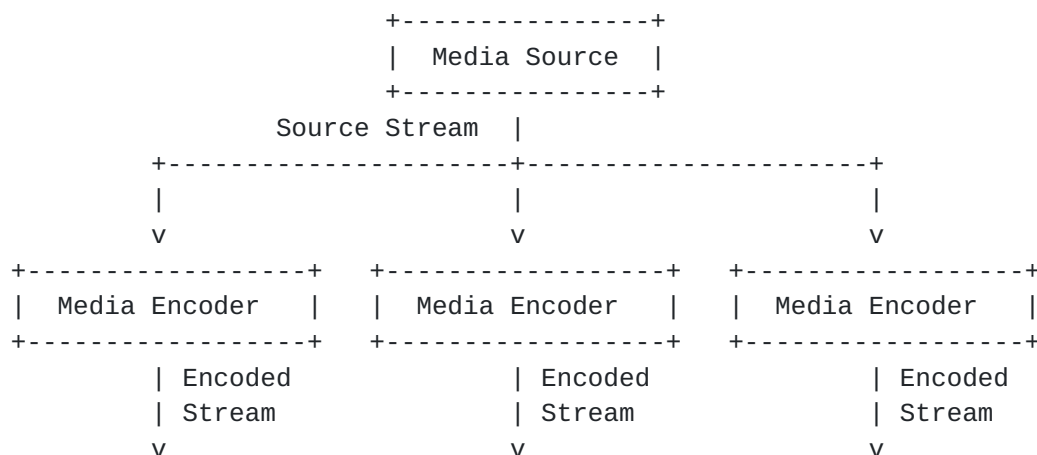 +----------------+
|  Media Source  |
+----------------+
Source Stream  |
+----------------------+----------------------+
|                      |                      |
v                      v                      v
+------------------+   +------------------+   +------------------+
|  Media Encoder   |   |  Media Encoder   |   |  Media Encoder   |
+------------------+   +------------------+   +------------------+
| Encoded              | Encoded              | Encoded
| Stream               | Stream               | Stream
v                      v                      v